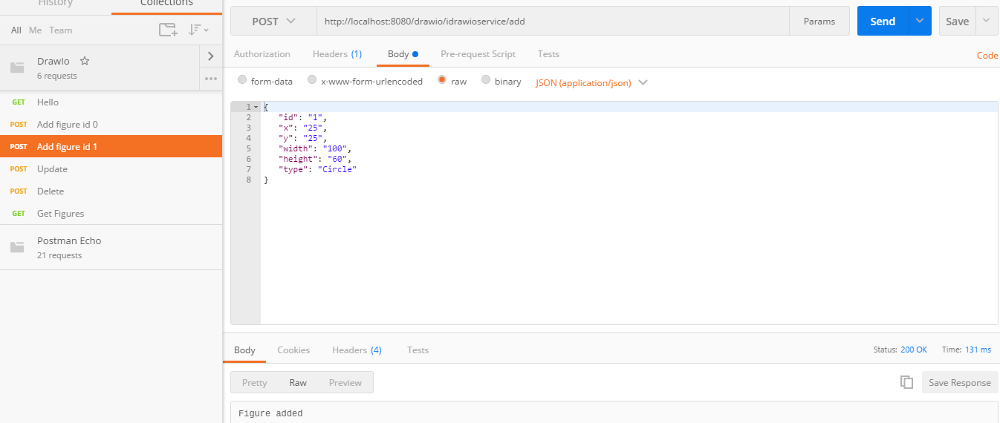 History Collections
All Me Team
DrawIo
6 requests
GET Hello
POST Add figure id 0
POST Add figure id 1
POST Update
POST Delete
GET Get Figures
Postman Echo
21 requests
POST http://localhost:8080/drawio/idrawioservice/add Params Send Save
Authorization Headers (1) Body Pre-request Script Tests Code
form-data x-www-form-urlencoded raw binary JSON (application/json)
1 {
2 "id": "1",
3 "x": "25",
4 "y": "25",
5 "width": "100",
6 "height": "60",
7 "type": "Circle"
8 }
Body Cookies Headers (4) Tests Status: 200 OK Time: 131 ms
Pretty Raw Preview Save Response
Figure added